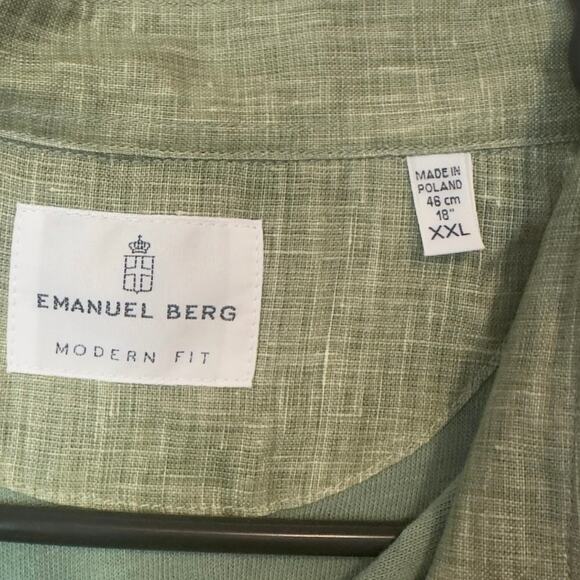 EMANUEL BERG
MODERN FIT
MADE IN
POLAND
46 cm
18"
XXL